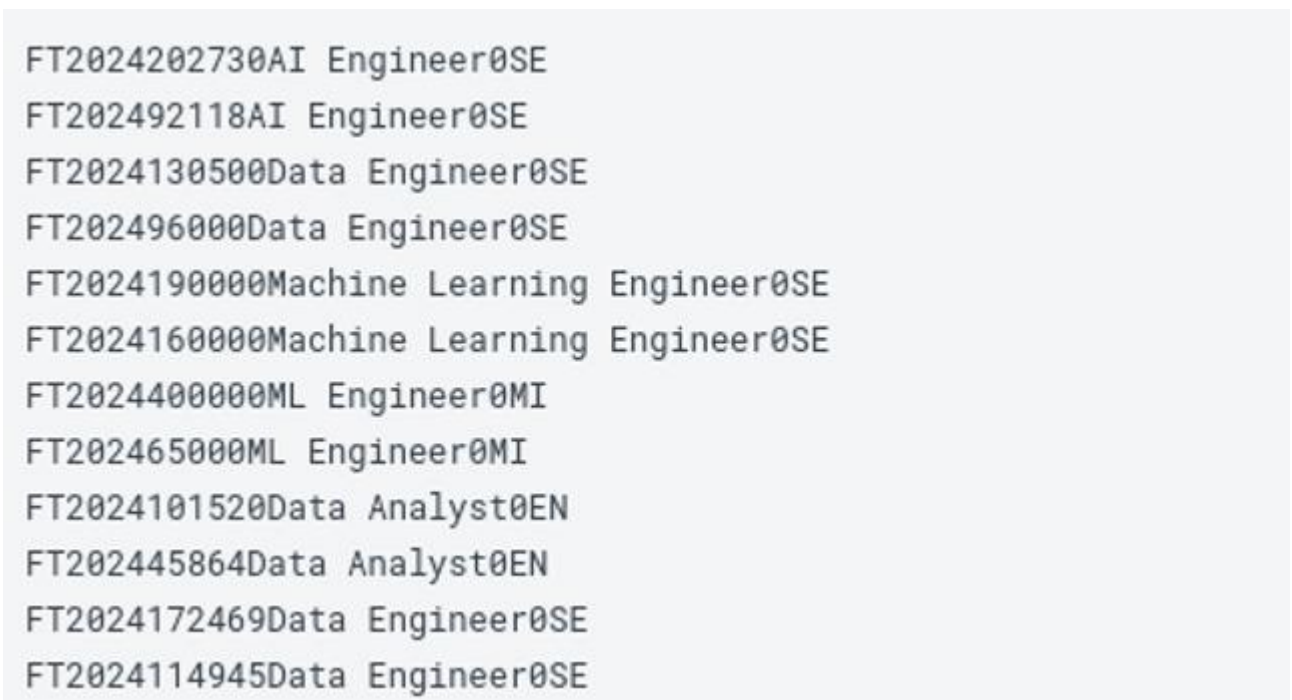 FT2024202730AI Engineer0SE
FT202492118AI Engineer0SE
FT2024130500Data Engineer0SE
FT202496000Data Engineer0SE
FT2024190000Machine Learning Engineer0SE
FT2024160000Machine Learning Engineer0SE
FT2024400000ML Engineer0MI
FT202465000ML Engineer0MI
FT2024101520Data Analyst0EN
FT202445864Data Analyst0EN
FT2024172469Data Engineer0SE
FT2024114945Data Engineer0SE